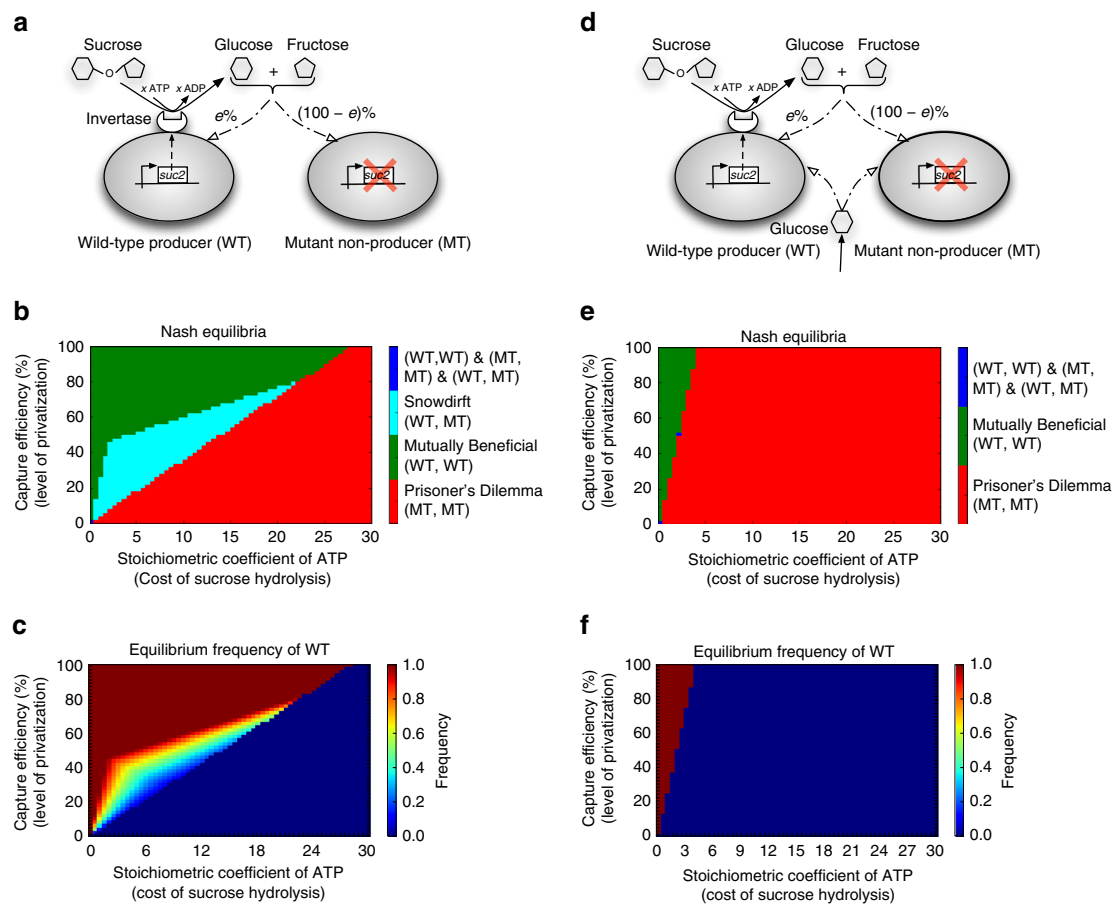 a
Sucrose
Glucose
Fructose
O
+
x ATP
x ADP
Invertase
e%
(100 – e)%
suc2
suc2
Wild-type producer (WT)
Mutant non-producer (MT)
b
Nash equilibria
Capture efficiency (%)
(level of privatization)
100
80
60
40
20
0
0 5 10 15 20 25 30
Stoichiometric coefficient of ATP
(Cost of sucrose hydrolysis)
(WT,WT) & (MT,
MT) & (WT, MT)
Snowdirft
(WT, MT)
Mutually Beneficial
(WT, WT)
Prisoner's Dilemma
(MT, MT)
c
Equilibrium frequency of WT
Capture efficiency (%)
(level of privatization)
100
80
60
40
20
0
0 6 12 18 24 30
Stoichiometric coefficient of ATP
(cost of sucrose hydrolysis)
1.0
0.8
0.6
0.4
0.2
0.0
Frequency
d
Sucrose
Glucose
Fructose
O
+
x ATP
x ADP
Invertase
e%
(100 – e)%
suc2
suc2
Glucose
Wild-type producer (WT)
Mutant non-producer (MT)
e
Nash equilibria
Capture efficiency (%)
(level of privatization)
100
80
60
40
20
0
0 5 10 15 20 25 30
Stoichiometric coefficient of ATP
(cost of sucrose hydrolysis)
(WT, WT) & (MT,
MT) & (WT, MT)
Mutually Beneficial
(WT, WT)
Prisoner's Dilemma
(MT, MT)
f
Equilibrium frequency of WT
Capture efficiency (%)
(level of privatization)
100
80
60
40
20
0
0 3 6 9 12 15 18 21 24 27 30
Stoichiometric coefficient of ATP
(cost of sucrose hydrolysis)
1.0
0.8
0.6
0.4
0.2
0.0
Frequency